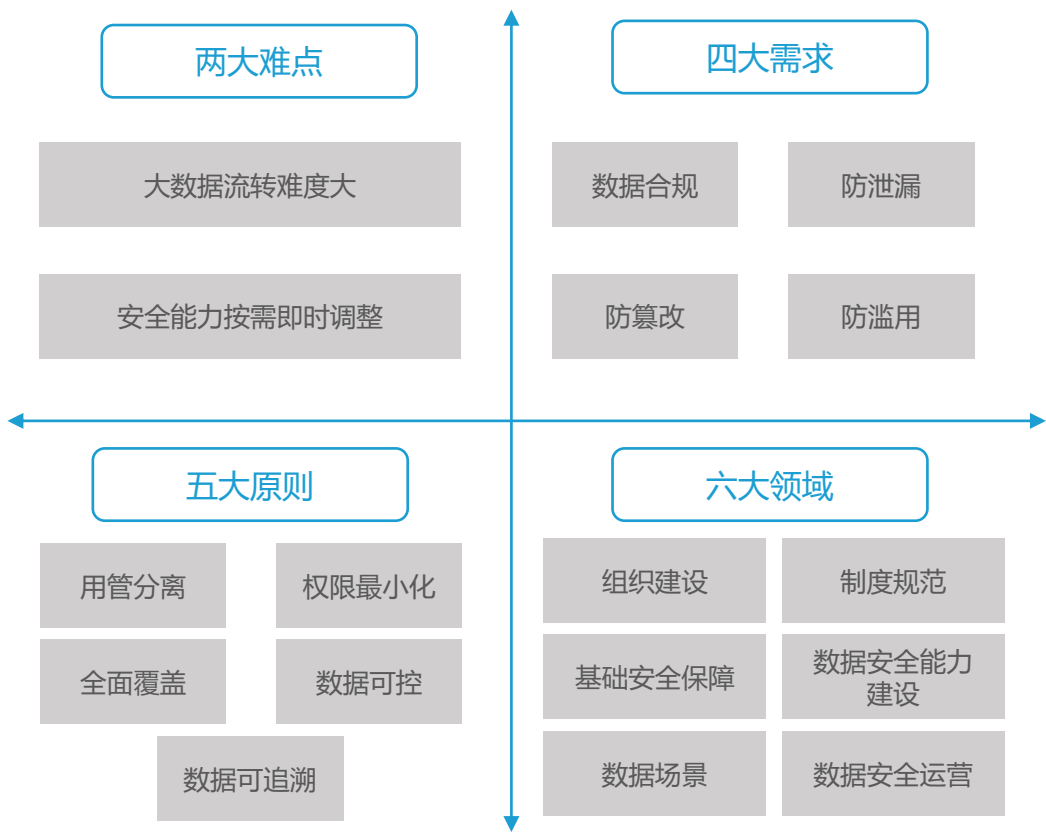 两大难点
大数据流转难度大
安全能力按需即时调整
四大需求
数据合规
防泄漏
防篡改
防滥用
五大原则
用管分离
权限最小化
全面覆盖
数据可控
数据可追溯
六大领域
组织建设
制度规范
基础安全保障
数据安全能力
建设
数据场景
数据安全运营